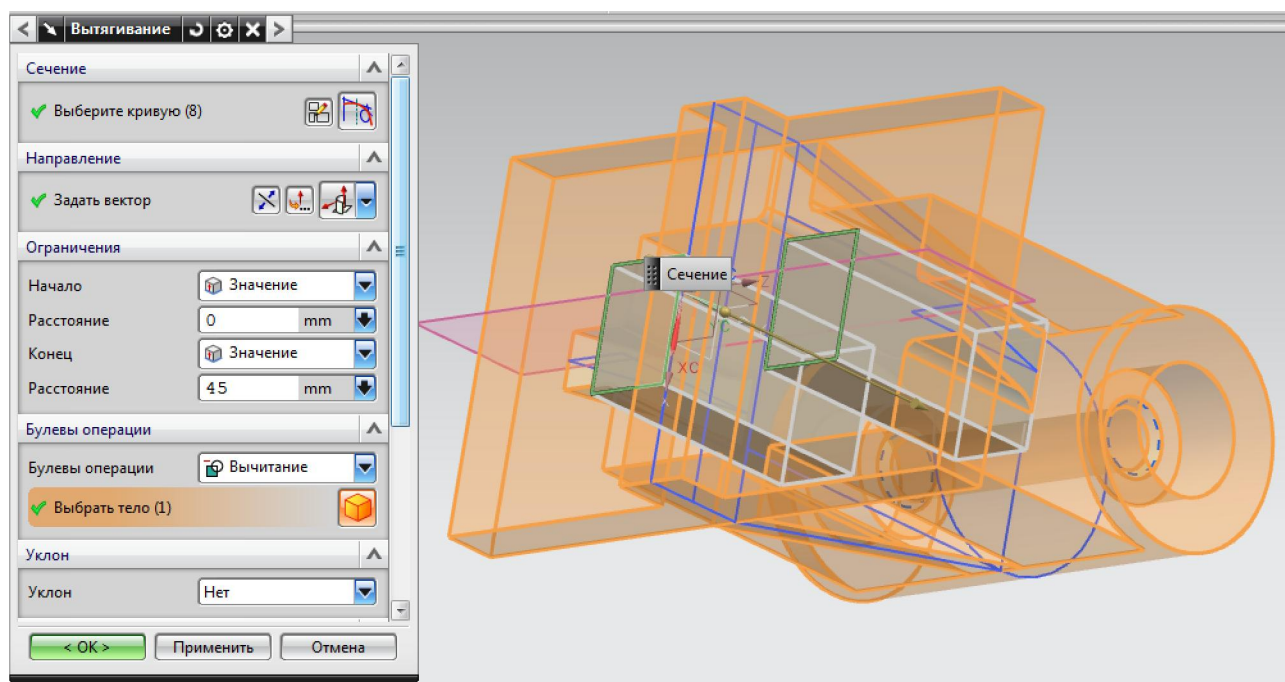 Вытягивание
Сечение
Выберите кривую (8)
Направление
Задать вектор
Ограничения
Начало Значение
Расстояние 0 mm
Конец Значение
Расстояние 45 mm
Булевы операции
Булевы операции Вычитание
Выбрать тело (1)
Уклон
Уклон Нет
< OK > Применить Отмена
Сечение
Z
XC